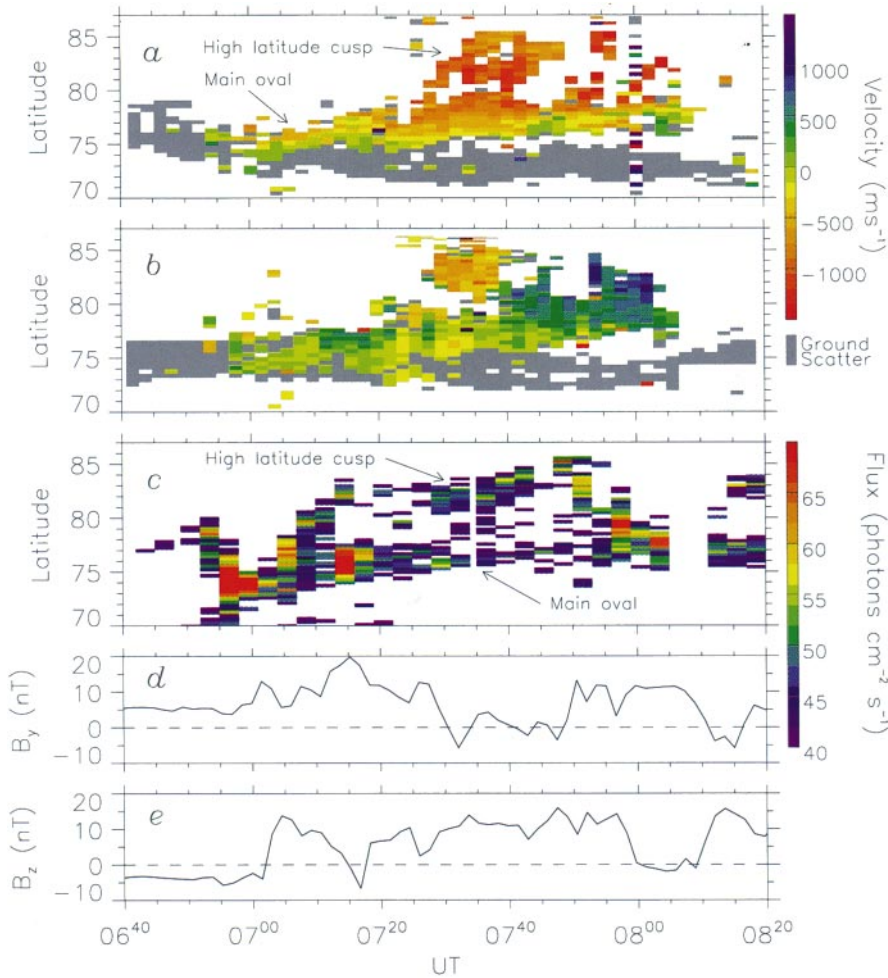 a
High latitude cusp
Main oval
Latitude
85
80
75
70
1000
500
0
-500
-1000
Velocity (ms⁻¹)
b
Latitude
85
80
75
70
Ground
Scatter
c
High latitude cusp
Main oval
Latitude
85
80
75
70
65
60
55
50
45
40
Flux (photons cm⁻² s⁻¹)
d
B_y (nT)
20
10
0
-10
e
B_z (nT)
20
10
0
-10
06⁴⁰
07⁰⁰
07²⁰
07⁴⁰
08⁰⁰
08²⁰
UT